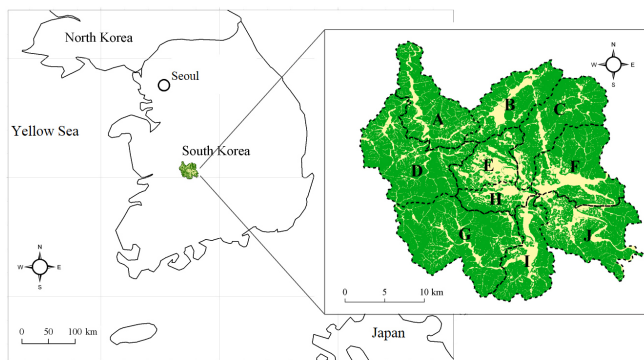 North Korea
Seoul
Yellow Sea
South Korea
N
W E
S
0 50 100 km
Japan
A
B
C
D
E
F
H
G
J
I
N
W E
S
0 5 10 km